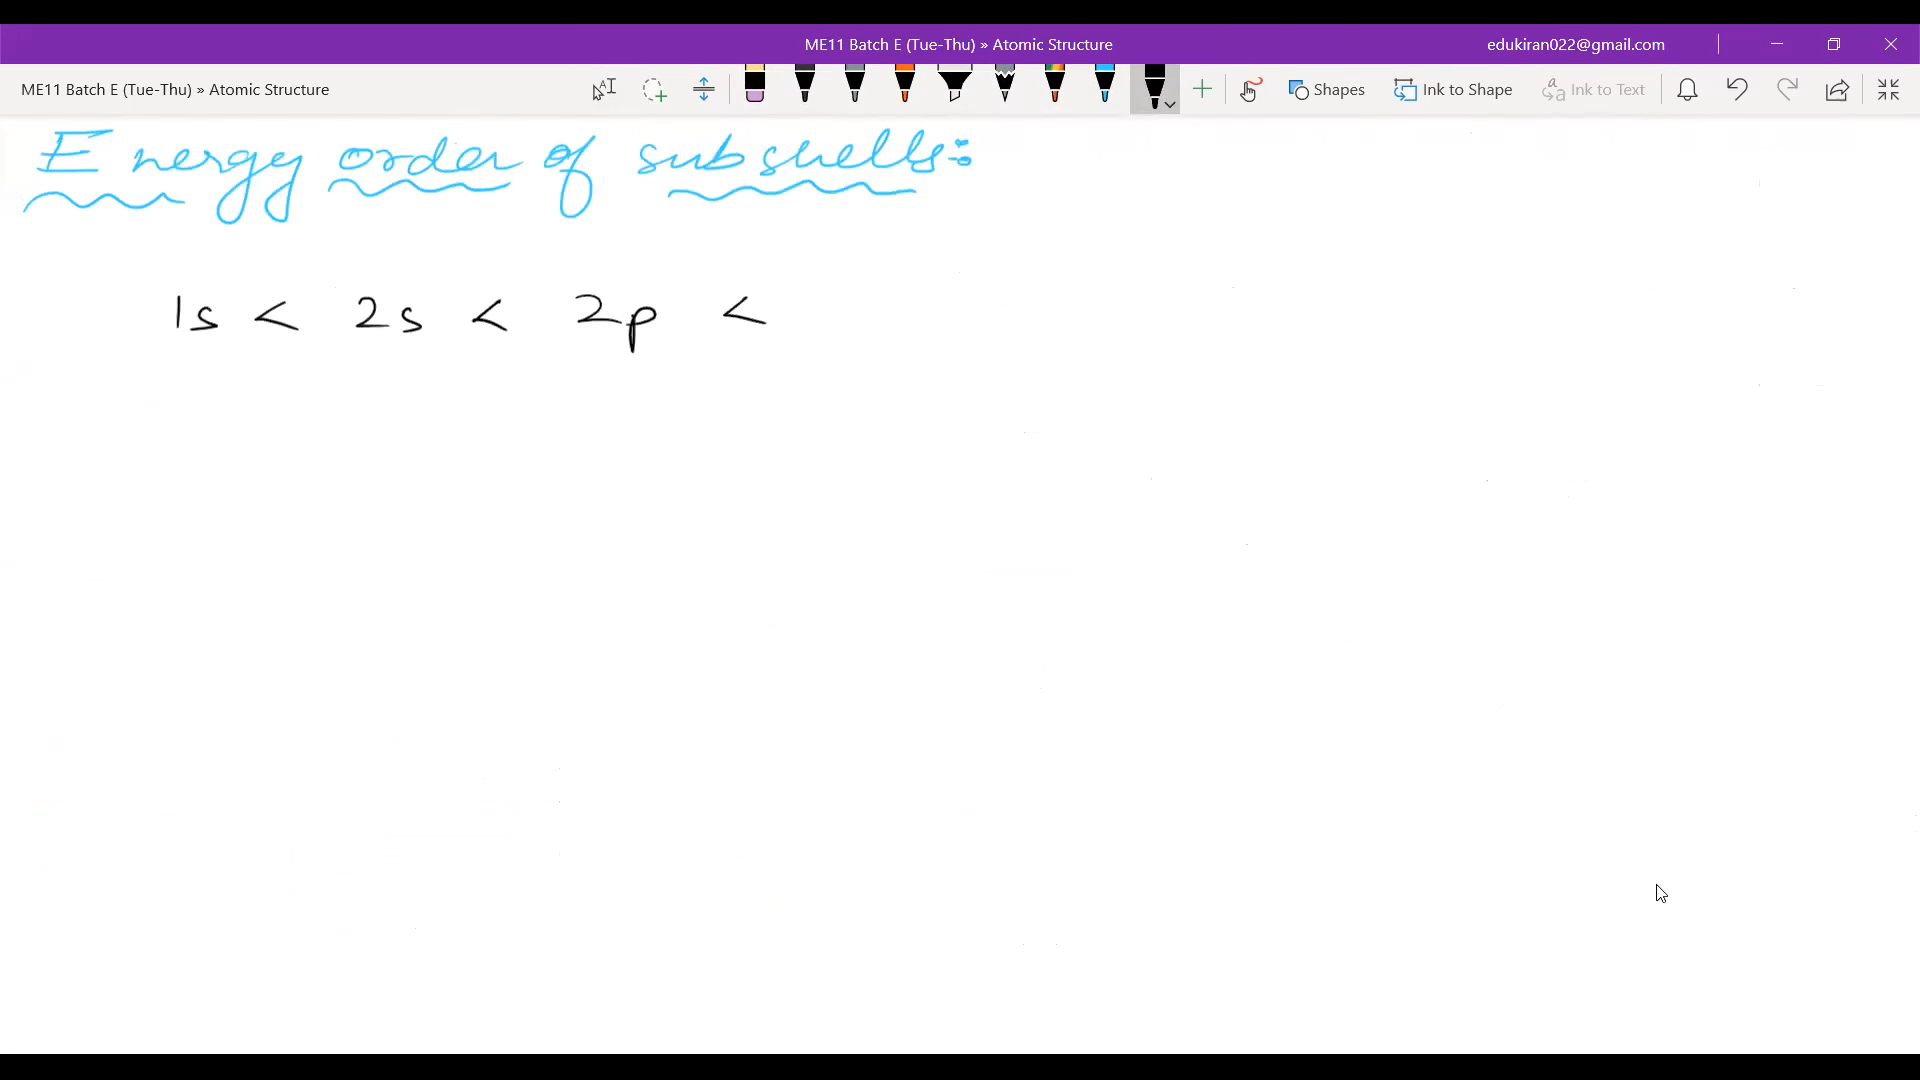 ME11 Batch E (Tue-Thu) » Atomic Structure
edukiran022@gmail.com
ME11 Batch E (Tue-Thu) » Atomic Structure
Shapes
Ink to Shape
Ink to Text
Energy order of subshells:
1s < 2s < 2p <